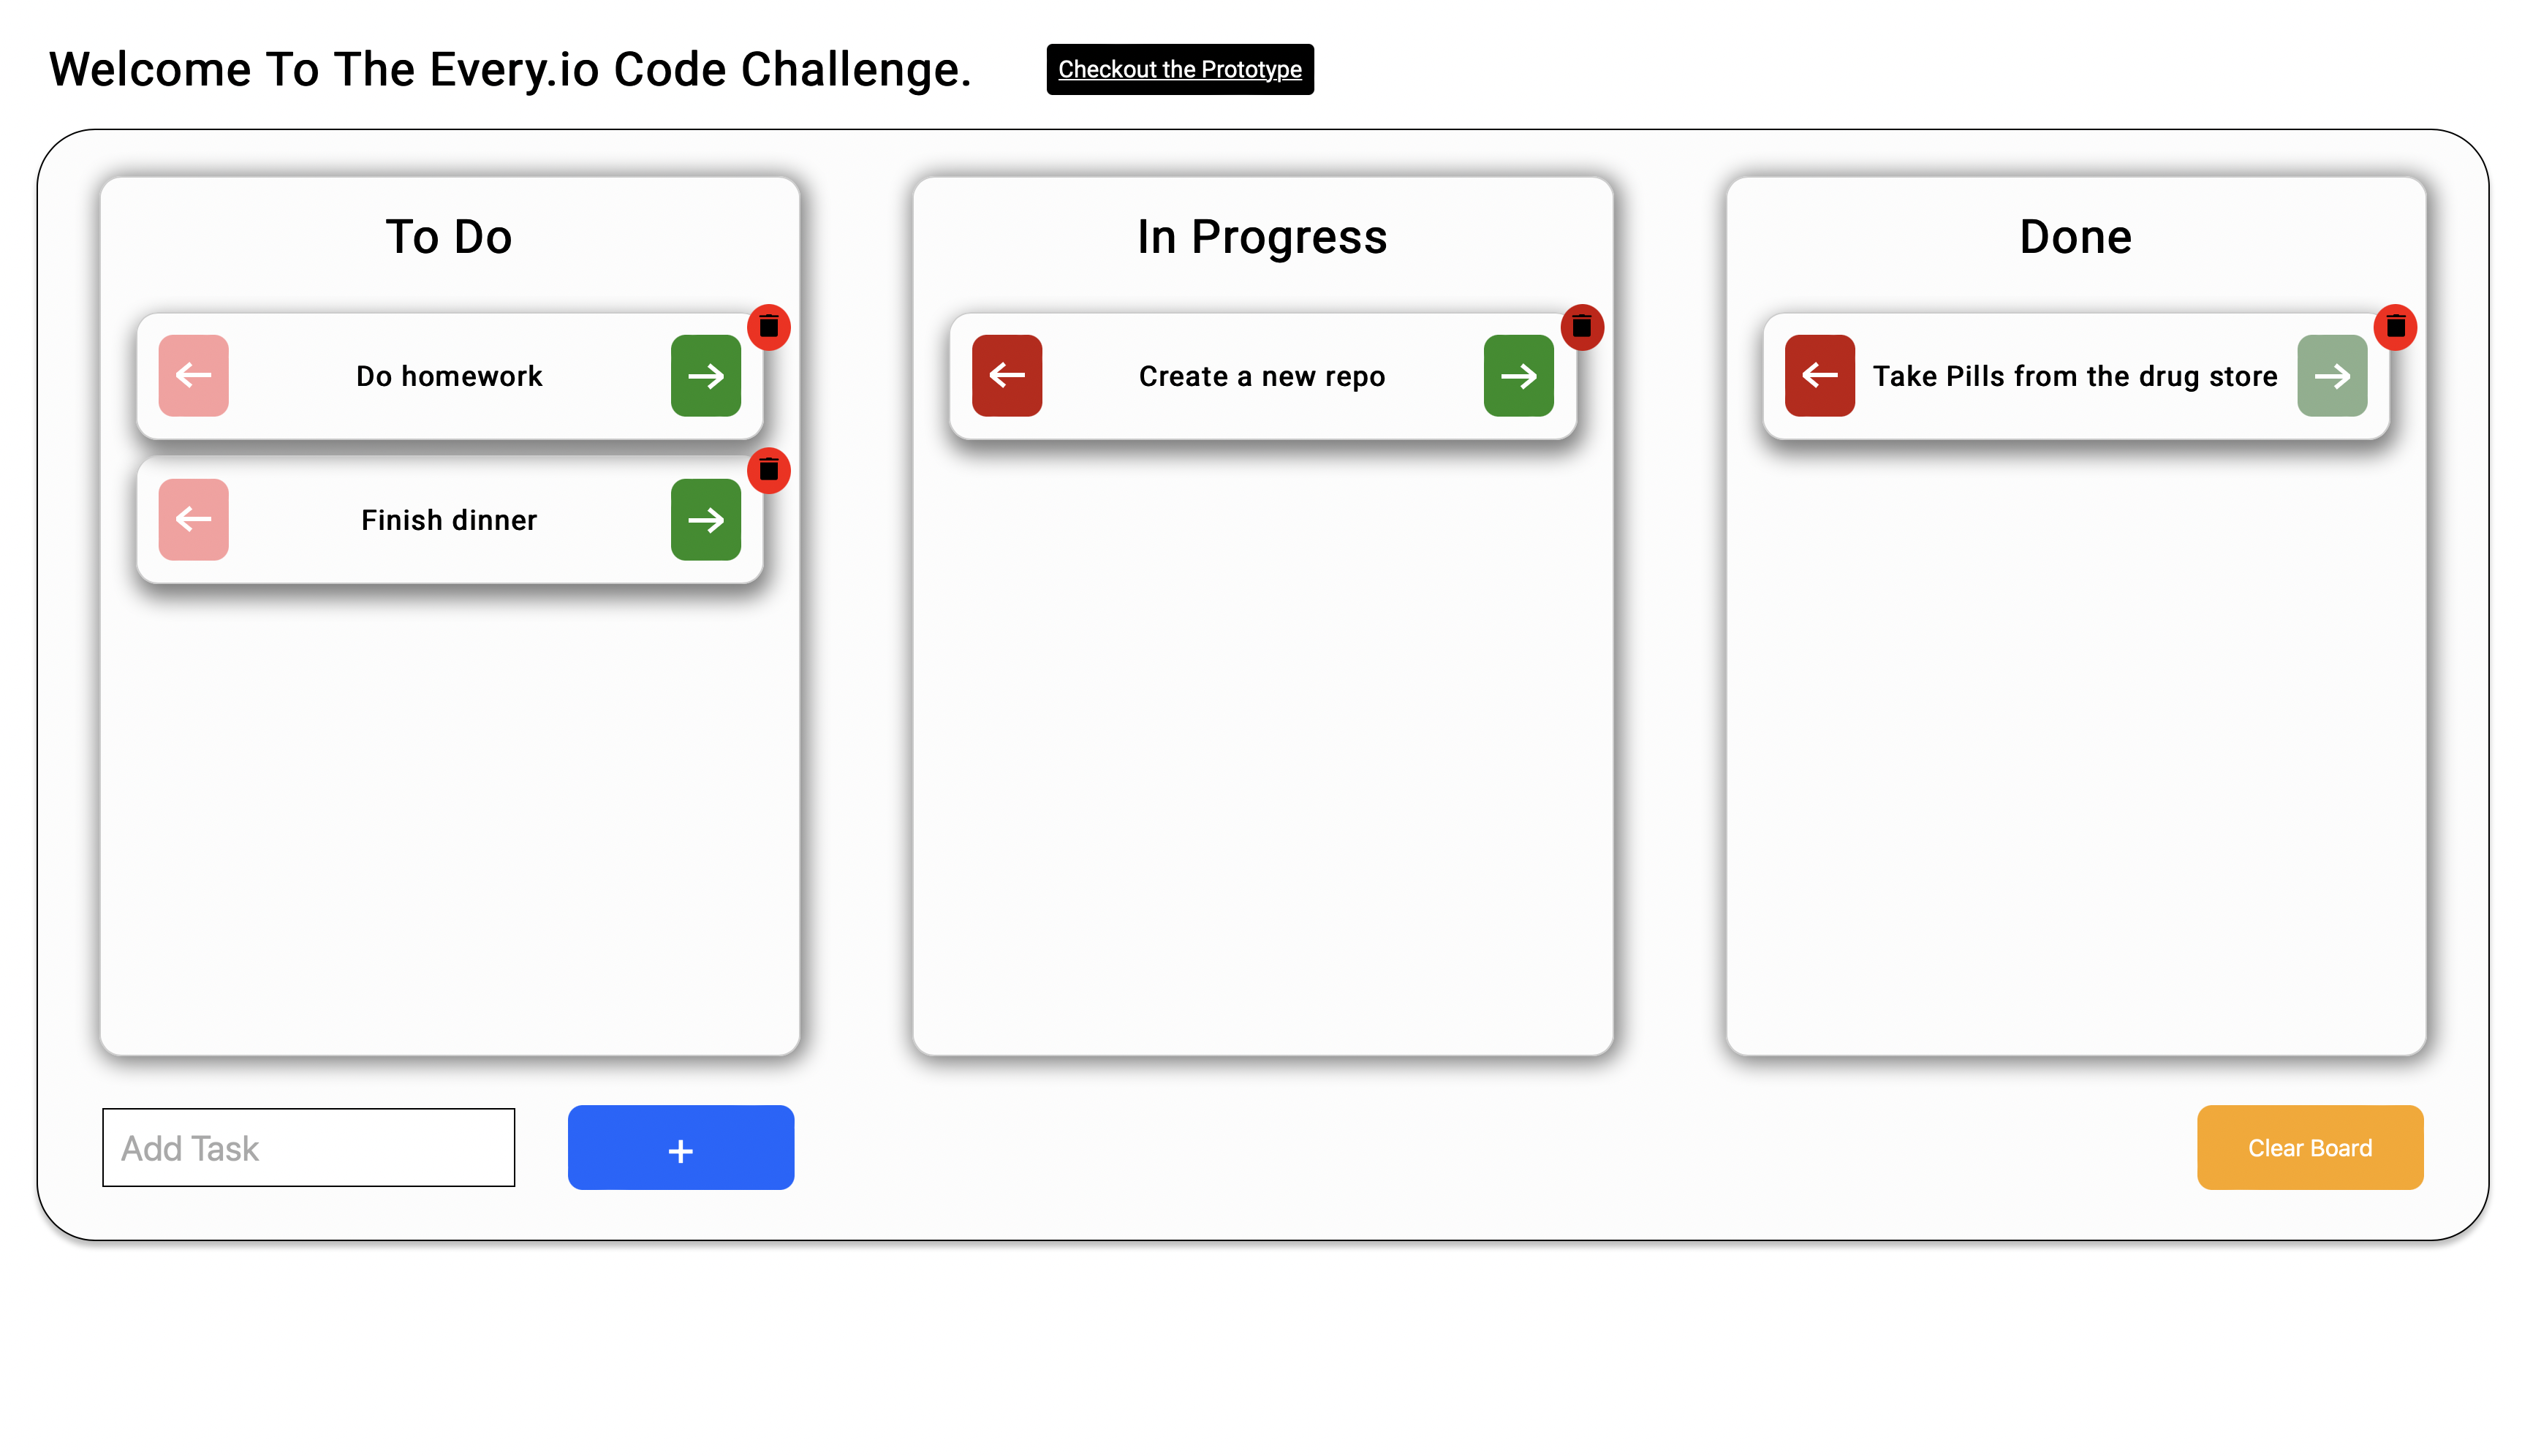 Welcome To The Every.io Code Challenge.
Checkout the Prototype
To Do
Do homework
Finish dinner
In Progress
Create a new repo
Done
Take Pills from the drug store
Add Task
+
Clear Board